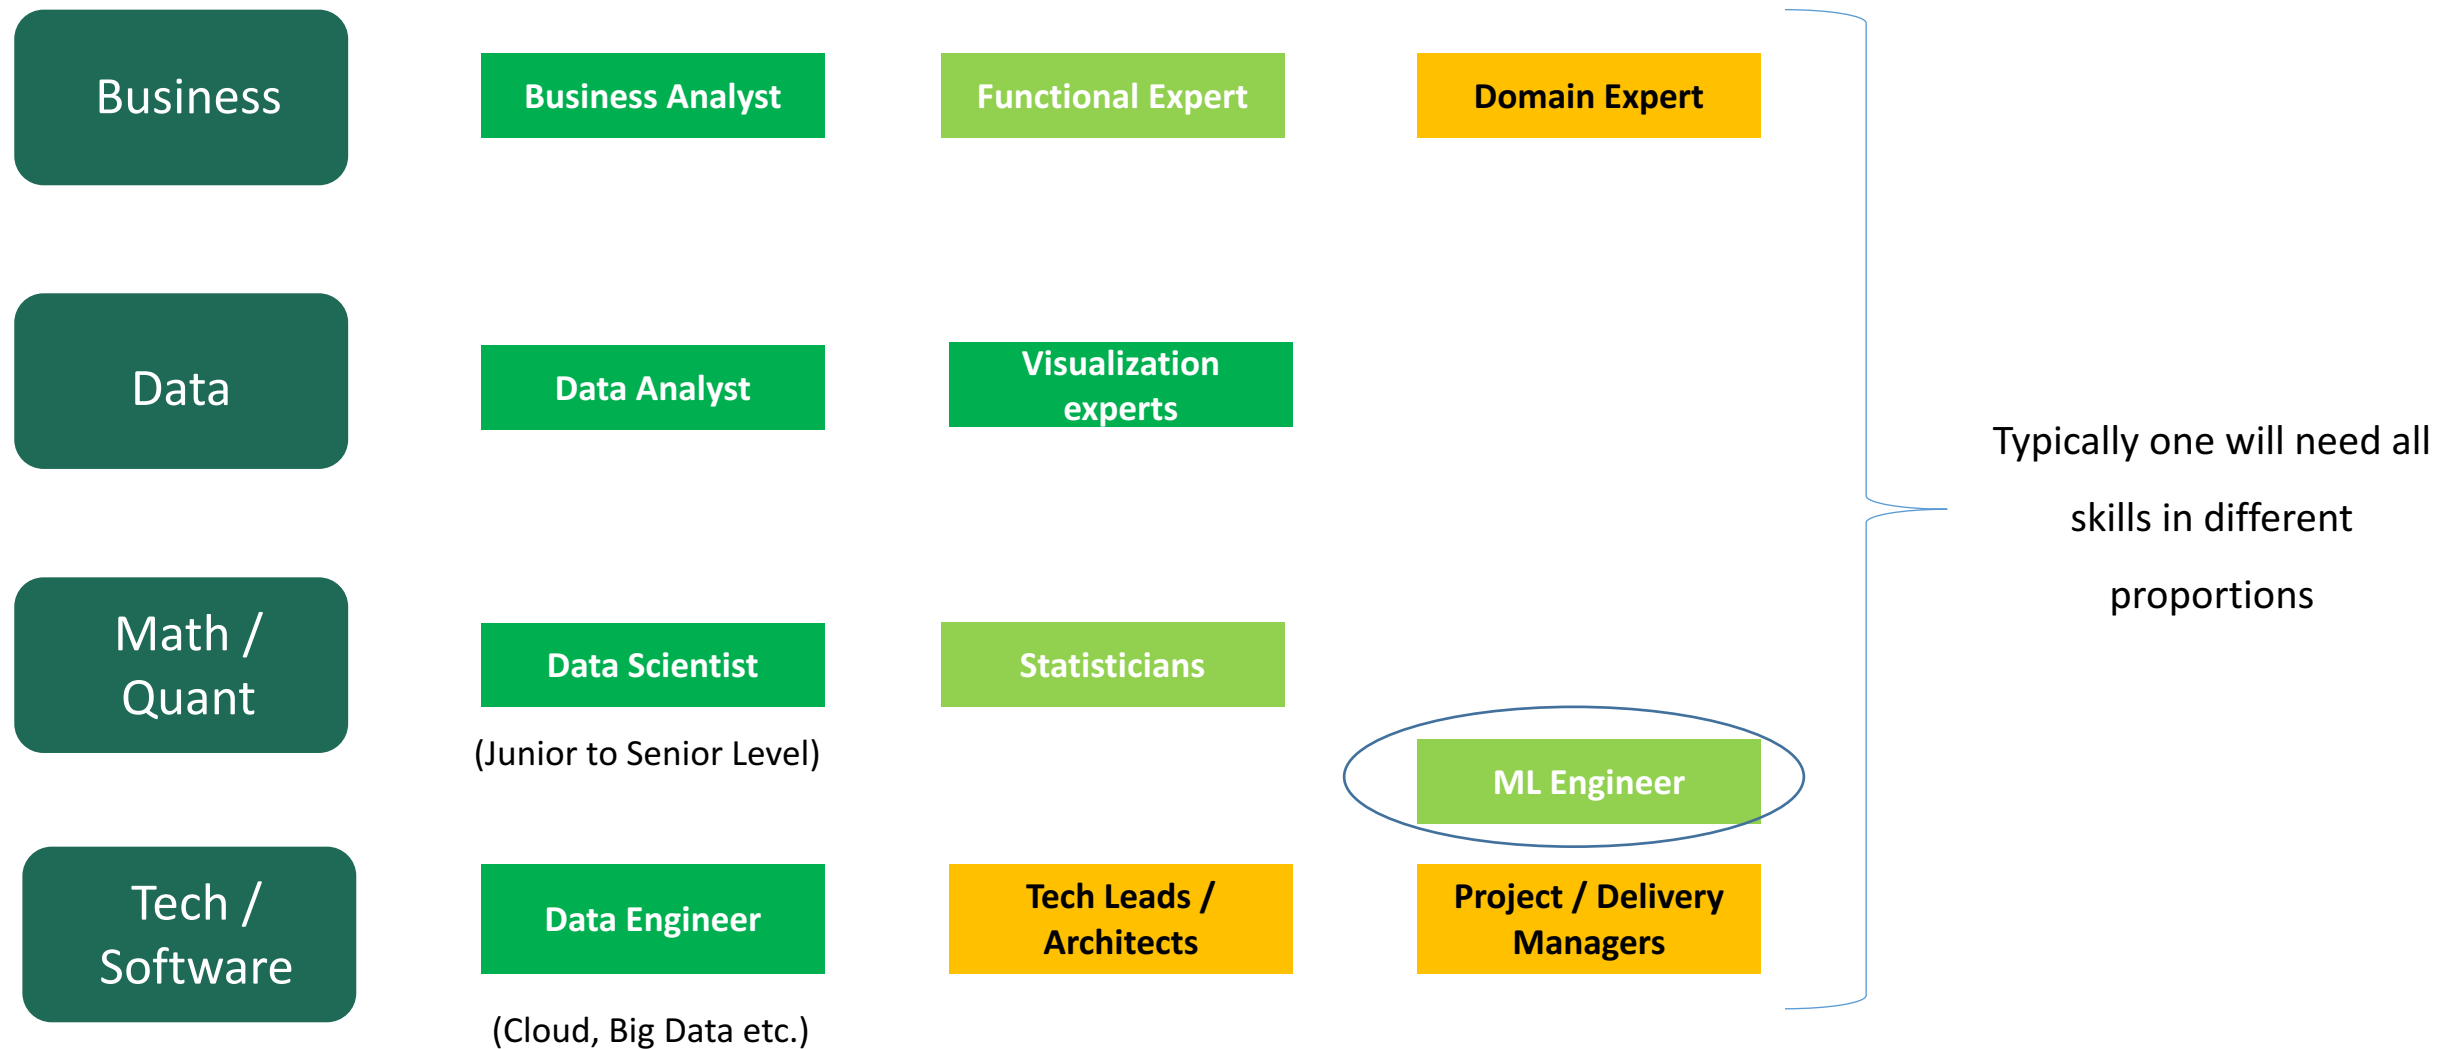 Business
Business Analyst
Functional Expert
Domain Expert
Data
Data Analyst
Visualization
experts
Typically one will need all
skills in different
proportions
Math /
Quant
Data Scientist
(Junior to Senior Level)
Statisticians
ML Engineer
Tech /
Software
Data Engineer
(Cloud, Big Data etc.)
Tech Leads /
Architects
Project / Delivery
Managers